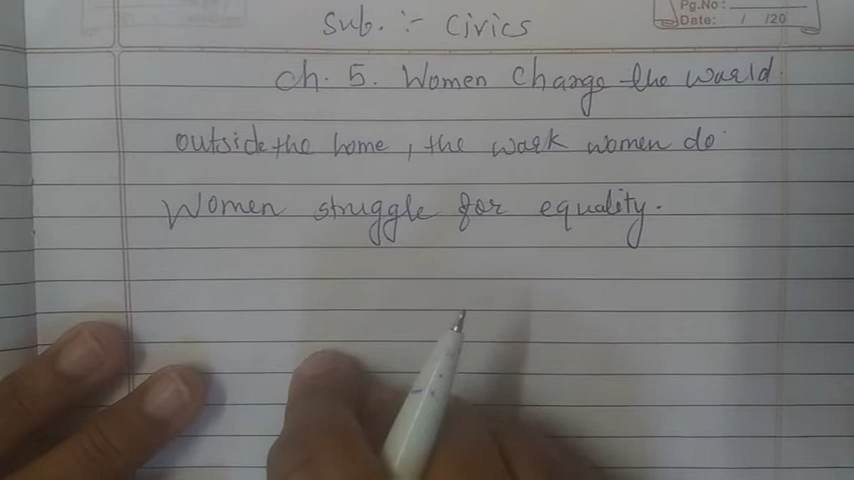 Pg.No :
Date: / /20
Sub. :- Civics
Ch. 5. Women Change the world
outside the home, the work women do
Women struggle for equality.